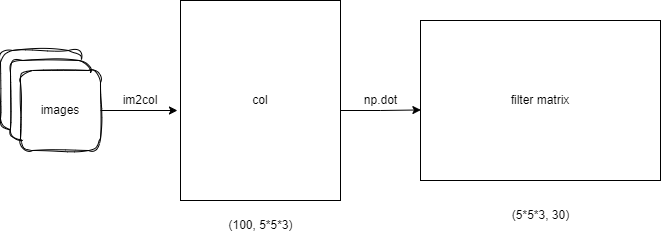 images
im2col
col
np.dot
filter matrix
(100, 5*5*3)
(5*5*3, 30)